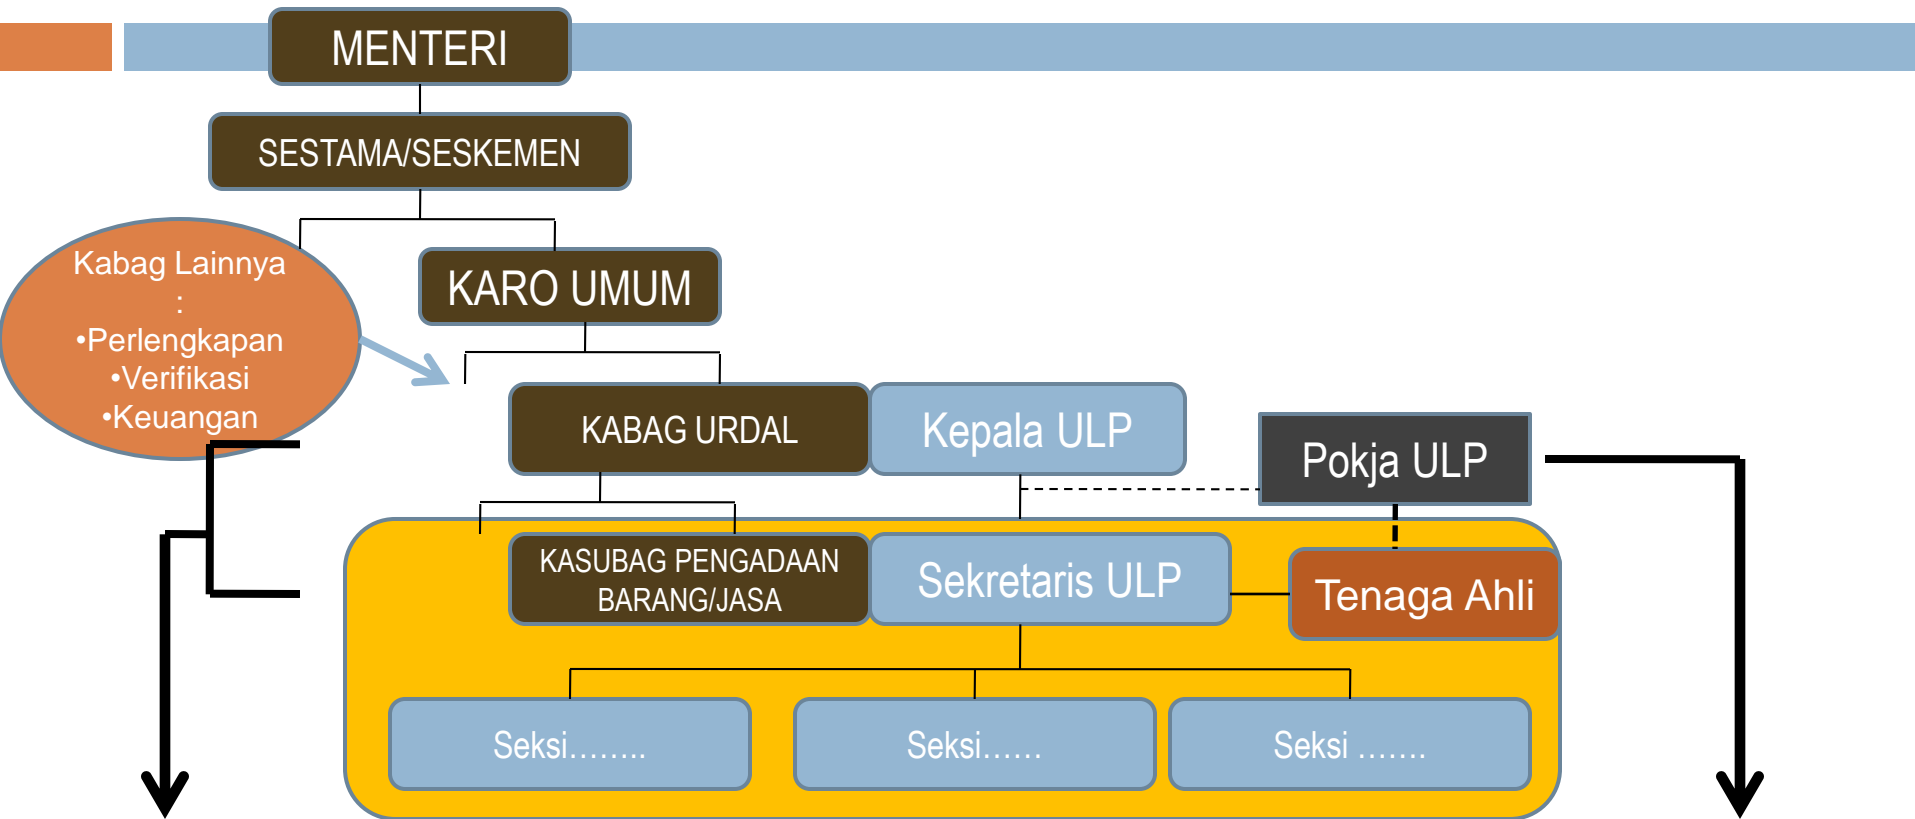 MENTERI
SESTAMA/SESKEMEN
Kabag Lainnya
:
•Perlengkapan
•Verifikasi
•Keuangan
KARO UMUM
KABAG URDAL
Kepala ULP
Pokja ULP
KASUBAG PENGADAAN
BARANG/JASA
Sekretaris ULP
Tenaga Ahli
Seksi........
Seksi......
Seksi .......